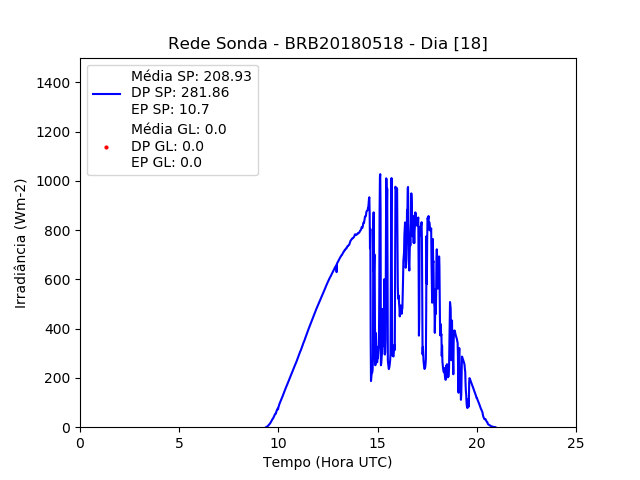 Rede Sonda - BRB20180518 - Dia [18]
Média SP: 208.93
DP SP: 281.86
EP SP: 10.7
Média GL: 0.0
DP GL: 0.0
EP GL: 0.0
Irradiância (Wm-2)
1400
1200
1000
800
600
400
200
0
0 5 10 15 20 25
Tempo (Hora UTC)